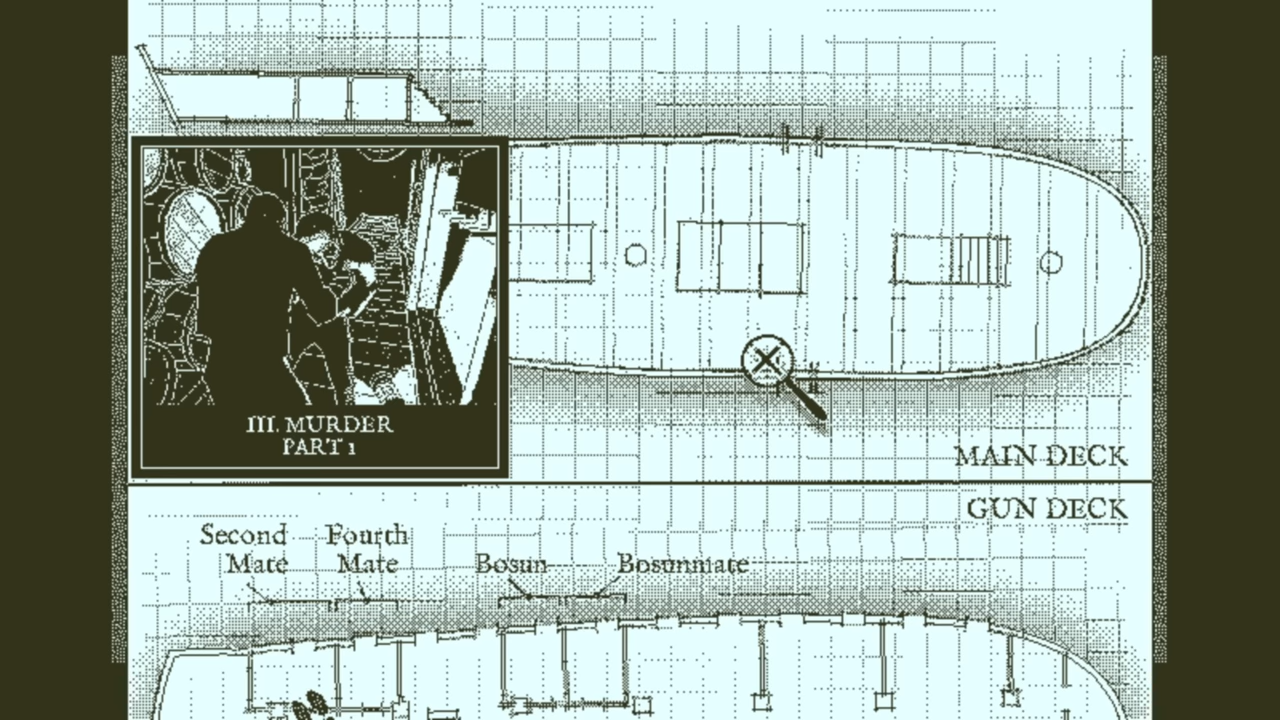 III. MURDER
PART 1
MAIN DECK
GUN DECK
Second
Mate
Fourth
Mate
Bosun
Bosunmate